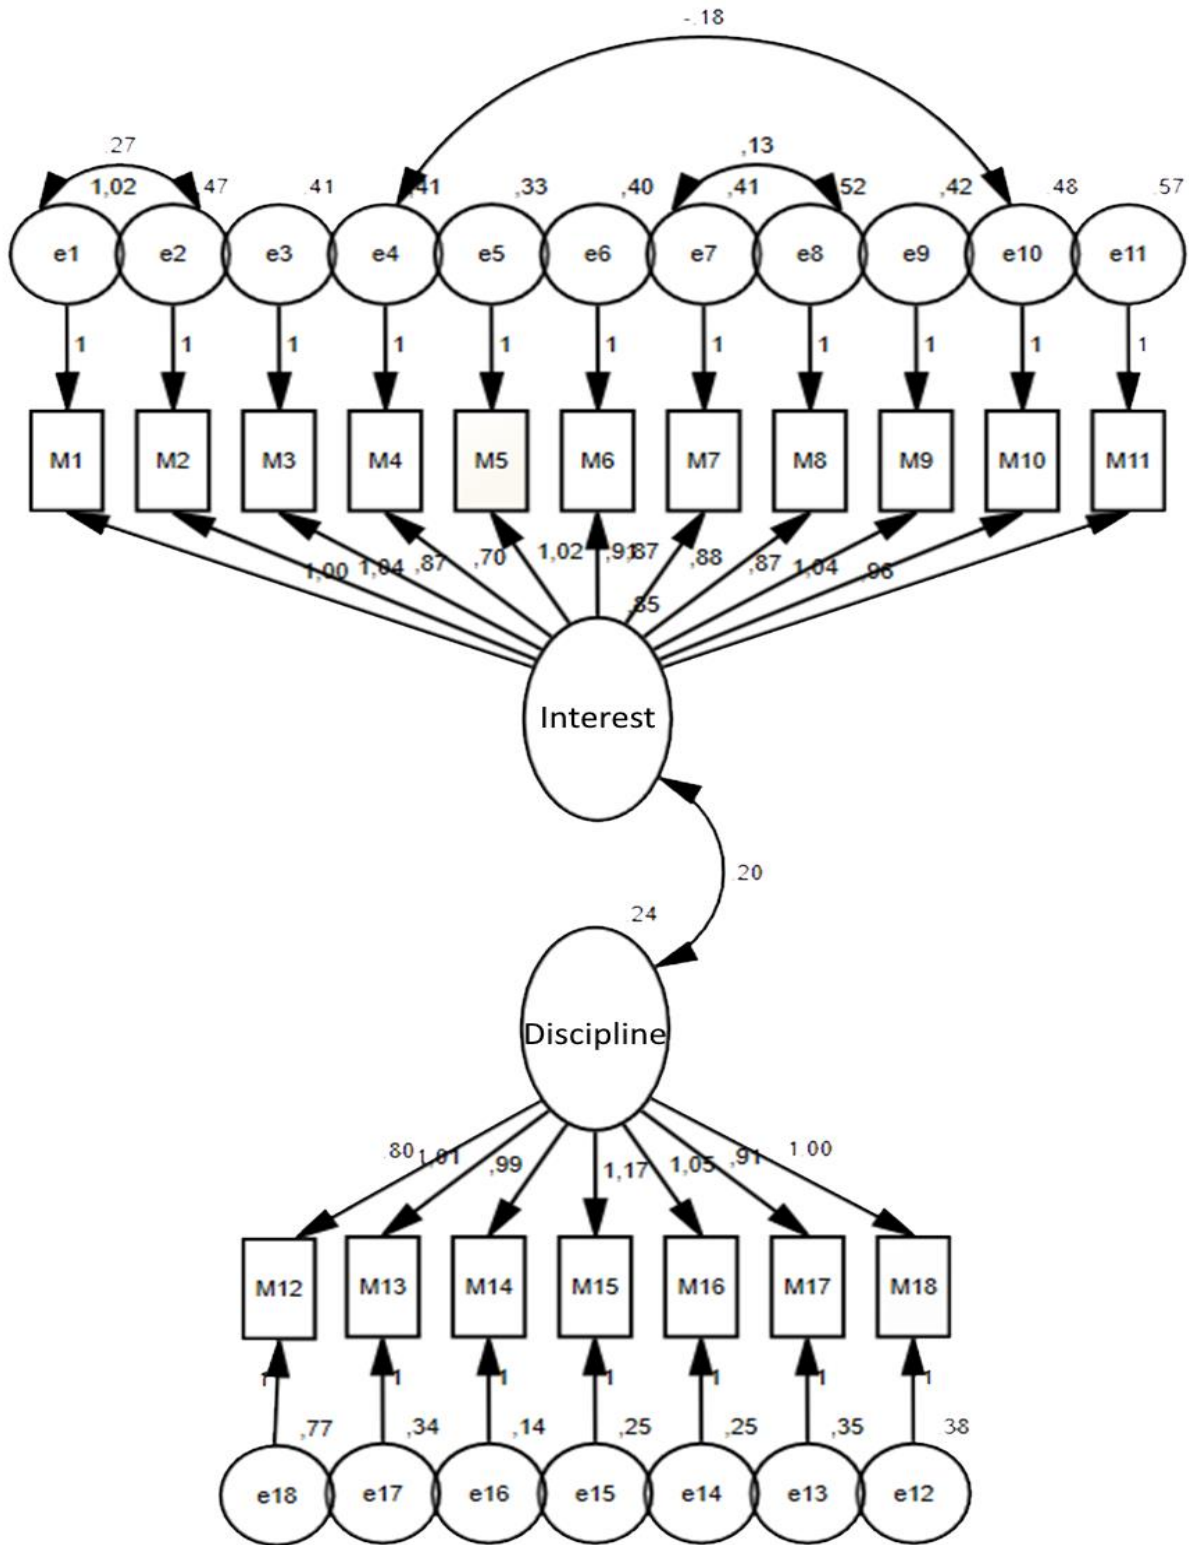 -.18
.27
,13
1,02
,47
.41
,41
,33
,40
,41
,52
,42
.48
.57
e1 e2 e3 e4 e5 e6 e7 e8 e9 e10 e11
1 1 1 1 1 1 1 1 1 1 1
M1 M2 M3 M4 M5 M6 M7 M8 M9 M10 M11
1,00 1,04 ,87 ,70 1,02 ,91 ,87 ,88 ,87 1,04 ,96
,85
Interest
.20
24
Discipline
.80 1,01 ,99 1,17 1,05 ,91 1.00
M12 M13 M14 M15 M16 M17 M18
1 1 1 1 1 1 1
,77 ,34 ,14 ,25 ,25 ,35 .38
e18 e17 e16 e15 e14 e13 e12